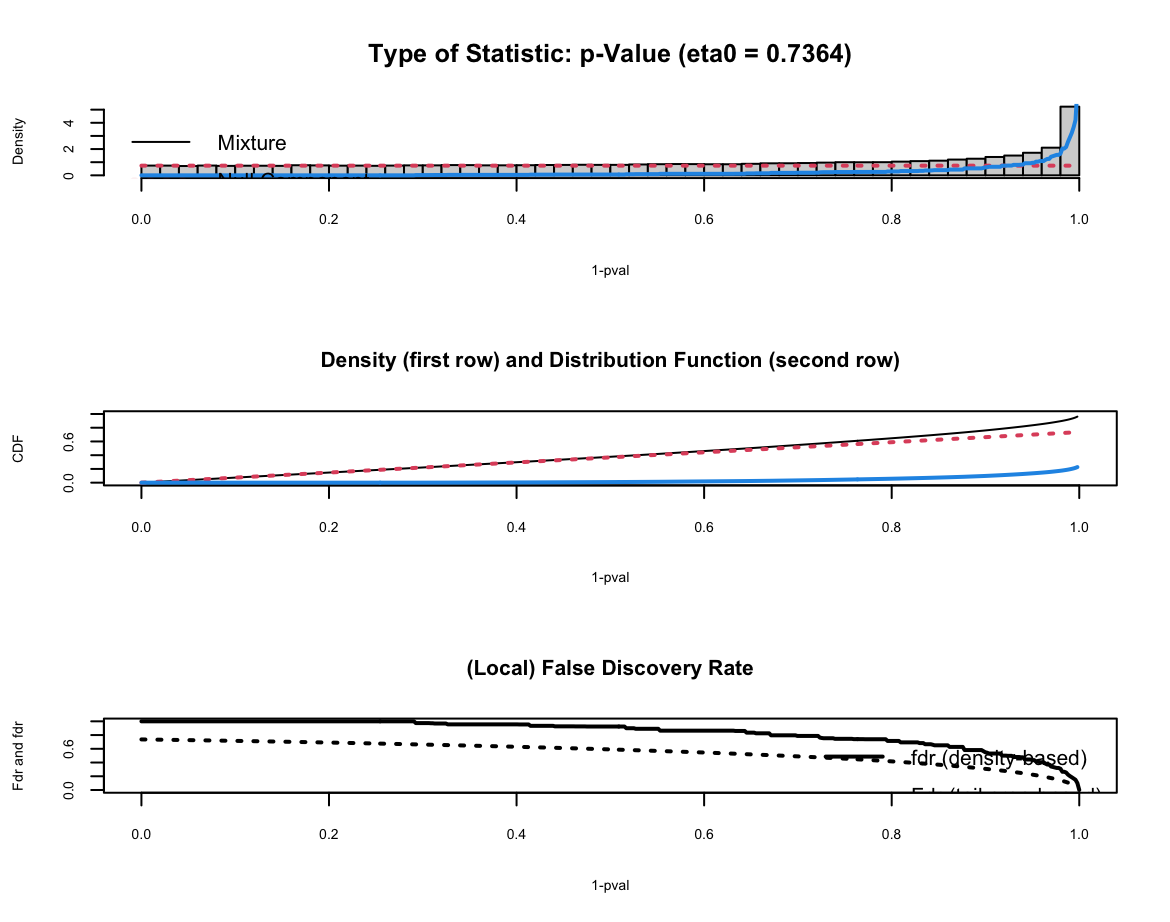 Type of Statistic: p-Value (eta0 = 0.7364)
Density
4
2
0
Mixture
0.0 0.2 0.4 0.6 0.8 1.0
1-pval
Density (first row) and Distribution Function (second row)
CDF
0.6
0.0
0.0 0.2 0.4 0.6 0.8 1.0
1-pval
(Local) False Discovery Rate
Fdr and fdr
0.6
0.0
fdr (density-based)
0.0 0.2 0.4 0.6 0.8 1.0
1-pval